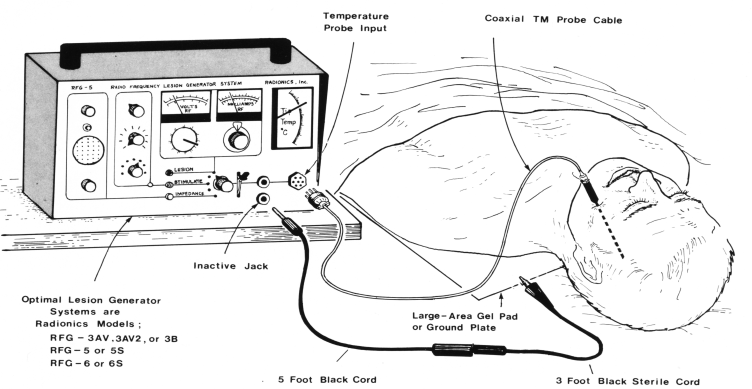 Temperature
Probe Input
Coaxial TM Probe Cable
RFG-5
RADIO FREQUENCY LESION GENERATOR SYSTEM
RADIONICS, Inc.
VOLTS
RF
MILLIAMPS
RF
Tip
Temp
°C
LESION
STIMULATE
IMPEDANCE
Inactive Jack
Optimal Lesion Generator
Systems are
Radionics Models;
RFG-3AV.3AV2, or 3B
RFG-5 or 5S
RFG-6 or 6S
Large-Area Gel Pad
or Ground Plate
5 Foot Black Cord
3 Foot Black Sterile Cord